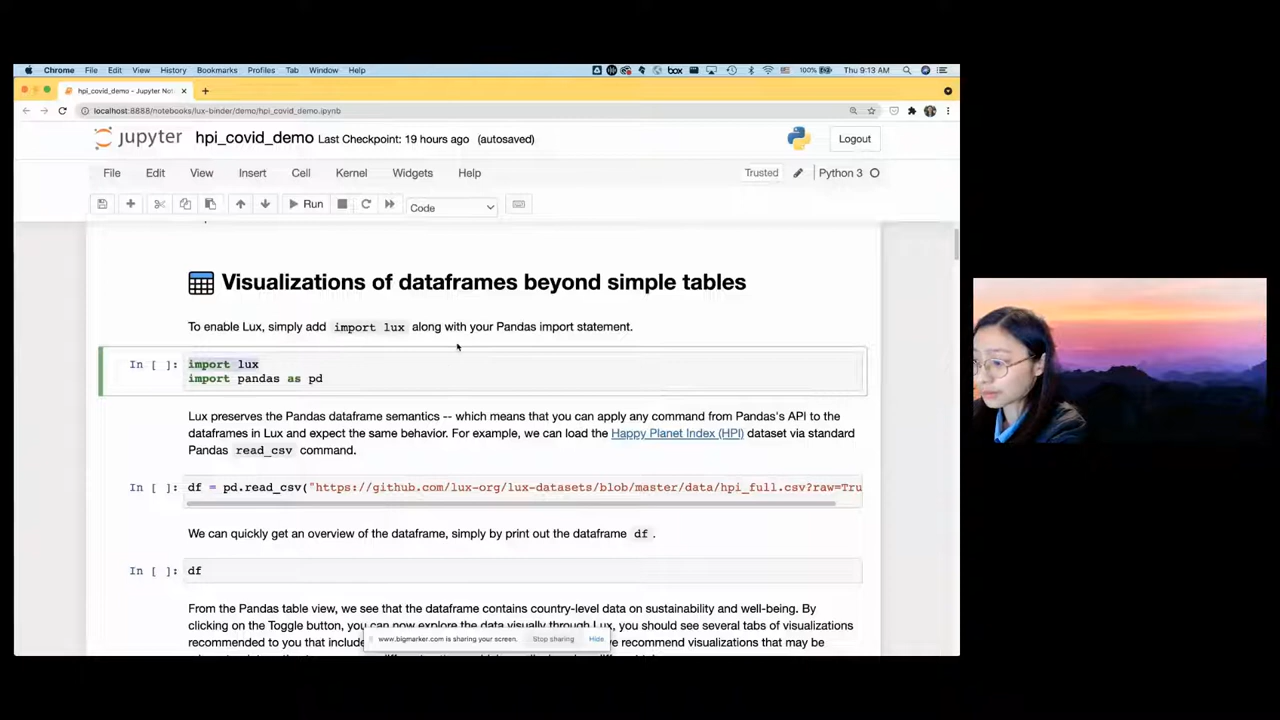 Chrome File Edit View History Bookmarks Profiles Tab Window Help box 100% Thu 9:13 AM
hpi_covid_demo - Jupyter Not
localhost:8888/notebooks/lux-binder/demo/hpi_covid_demo.ipynb
jupyter hpi_covid_demo Last Checkpoint: 19 hours ago (autosaved) Logout
File Edit View Insert Cell Kernel Widgets Help Trusted Python 3
Run Code
Visualizations of dataframes beyond simple tables
To enable Lux, simply add import lux along with your Pandas import statement.
In [ ]: import lux
import pandas as pd
Lux preserves the Pandas dataframe semantics -- which means that you can apply any command from Pandas's API to the
dataframes in Lux and expect the same behavior. For example, we can load the Happy Planet Index (HPI) dataset via standard
Pandas read_csv command.
In [ ]: df = pd.read_csv("https://github.com/lux-org/lux-datasets/blob/master/data/hpi_full.csv?raw=Tru
We can quickly get an overview of the dataframe, simply by print out the dataframe df .
In [ ]: df
From the Pandas table view, we see that the dataframe contains country-level data on sustainability and well-being. By
clicking on the Toggle button, you can now explore the data visually through Lux, you should see several tabs of visualizations
recommended to you that include recommend visualizations that may be
www.bigmarker.com is sharing your screen. Stop sharing Hide